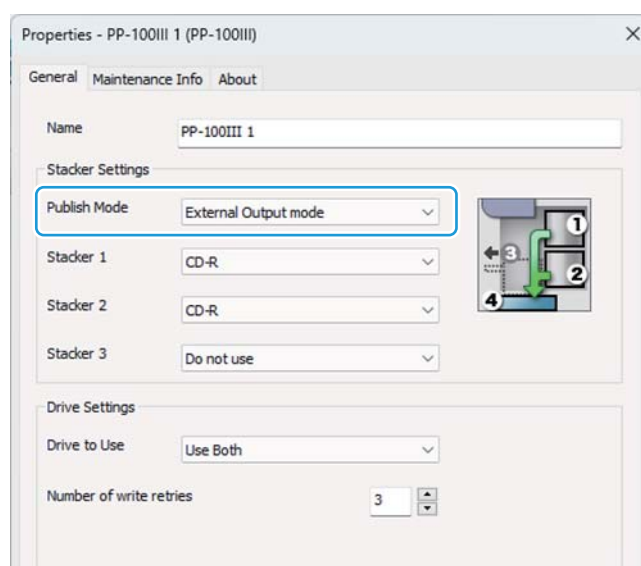 Properties - PP-100III 1 (PP-100III)
General Maintenance Info About
Name PP-100III 1
Stacker Settings
Publish Mode External Output mode
1
Stacker 1 CD-R
3
2
Stacker 2 CD-R
4
Stacker 3 Do not use
Drive Settings
Drive to Use Use Both
Number of write retries 3